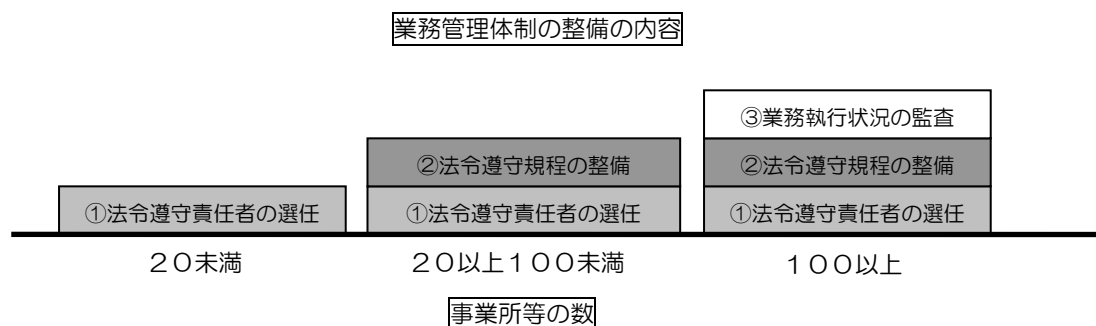 業務管理体制の整備の内容
③業務執行状況の監査
②法令遵守規程の整備 ②法令遵守規程の整備
①法令遵守責任者の選任 ①法令遵守責任者の選任 ①法令遵守責任者の選任
２０未満 ２０以上１００未満 １００以上
事業所等の数